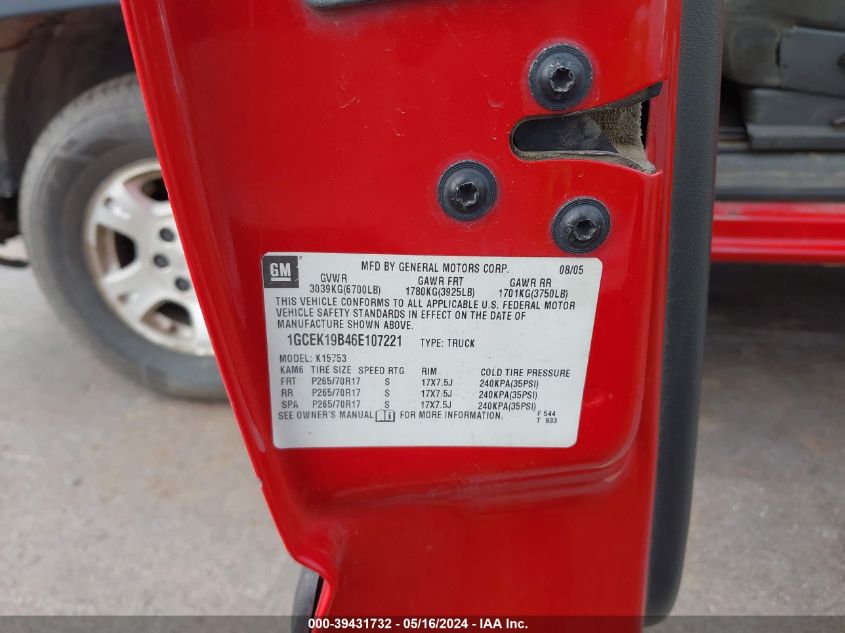 GM
MFD BY GENERAL MOTORS CORP. 08/05
GVWR GAWR FRT GAWR RR
3039KG(6700LB) 1780KG(3925LB) 1701KG(3750LB)
THIS VEHICLE CONFORMS TO ALL APPLICABLE U.S. FEDERAL MOTOR
VEHICLE SAFETY STANDARDS IN EFFECT ON THE DATE OF
MANUFACTURE SHOWN ABOVE.
1GCEK19B46E107221 TYPE: TRUCK
MODEL: K15753
KAM6 TIRE SIZE SPEED RTG RIM COLD TIRE PRESSURE
FRT P265/70R17 S 17X7.5J 240KPA(35PSI)
RR P265/70R17 S 17X7.5J 240KPA(35PSI)
SPA P265/70R17 S 17X7.5J 240KPA(35PSI)
SEE OWNER'S MANUAL FOR MORE INFORMATION. F 544
T 833
000-39431732 - 05/16/2024 - IAA Inc.